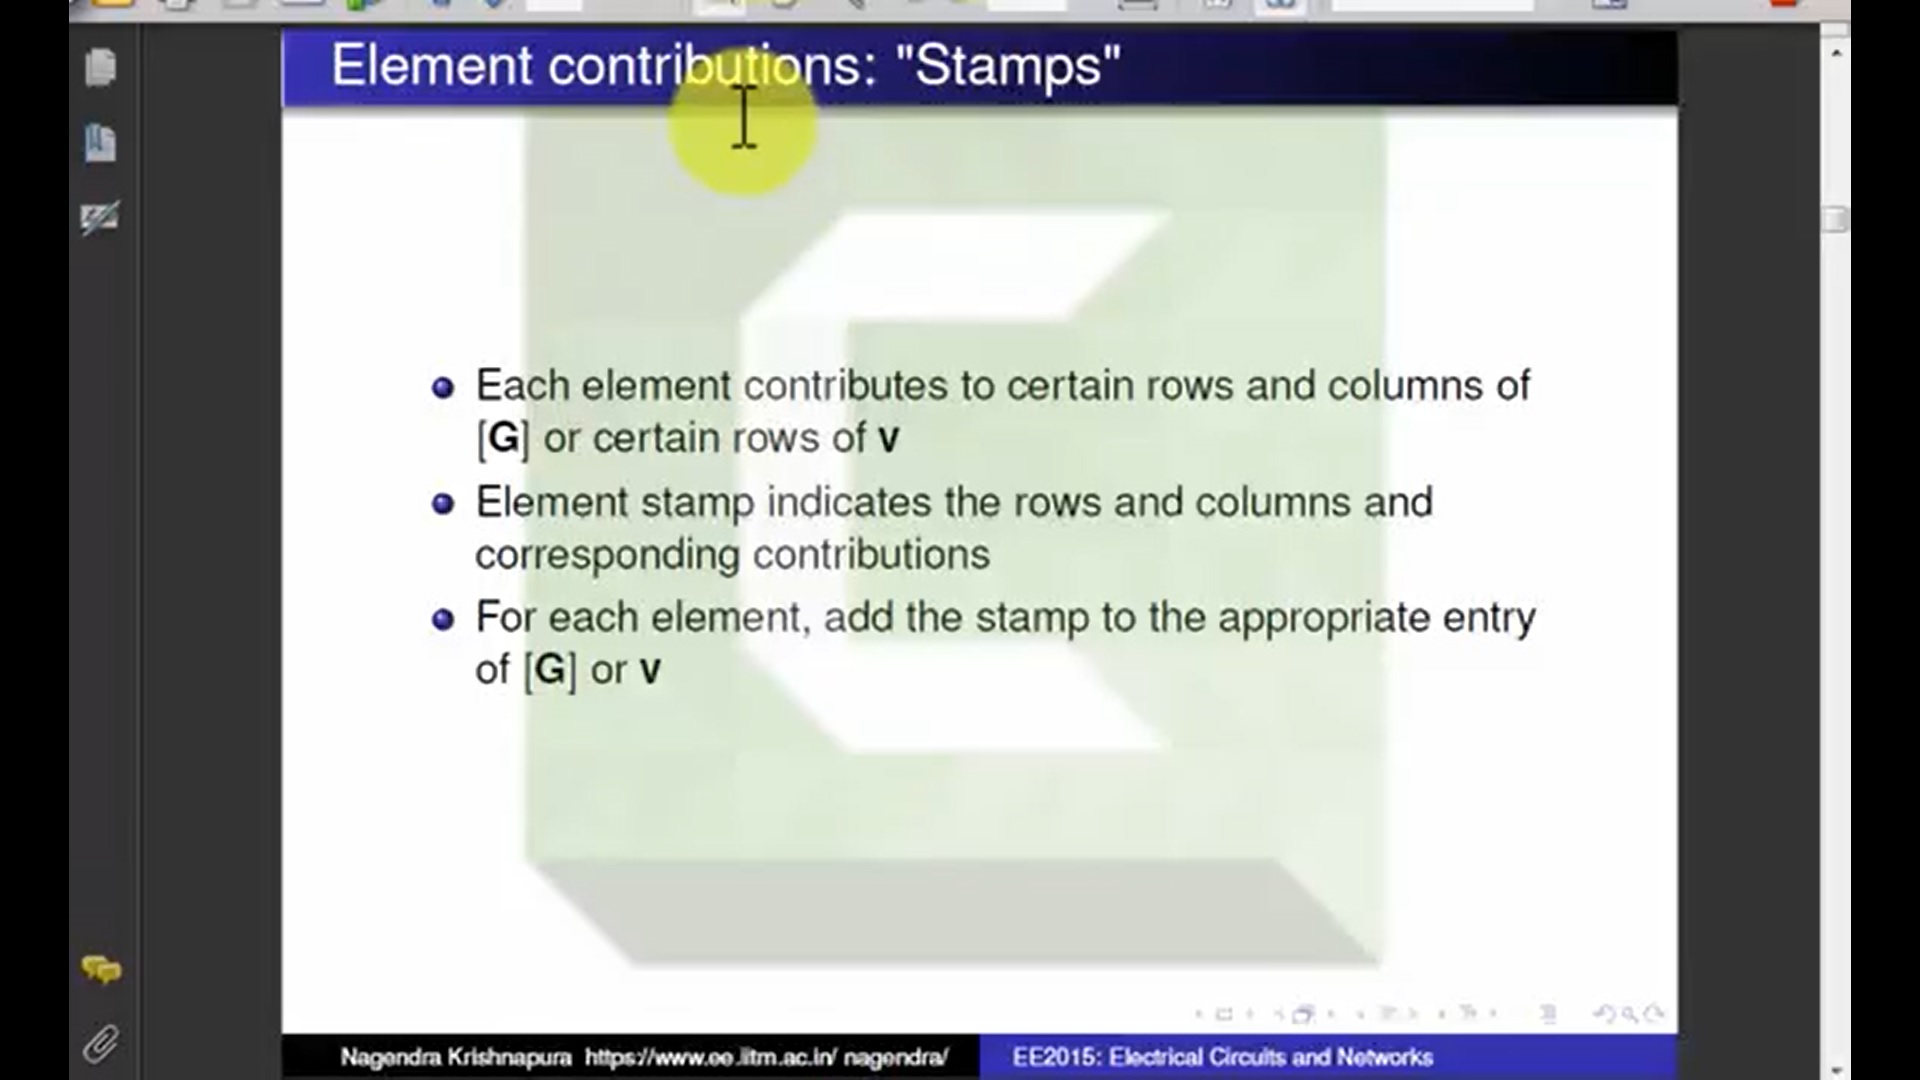 Element contributions: "Stamps"
Each element contributes to certain rows and columns of
[G] or certain rows of v
Element stamp indicates the rows and columns and
corresponding contributions
For each element, add the stamp to the appropriate entry
of [G] or v
Nagendra Krishnapura https://www.ee.iitm.ac.in/ nagendra/
EE2015: Electrical Circuits and Networks